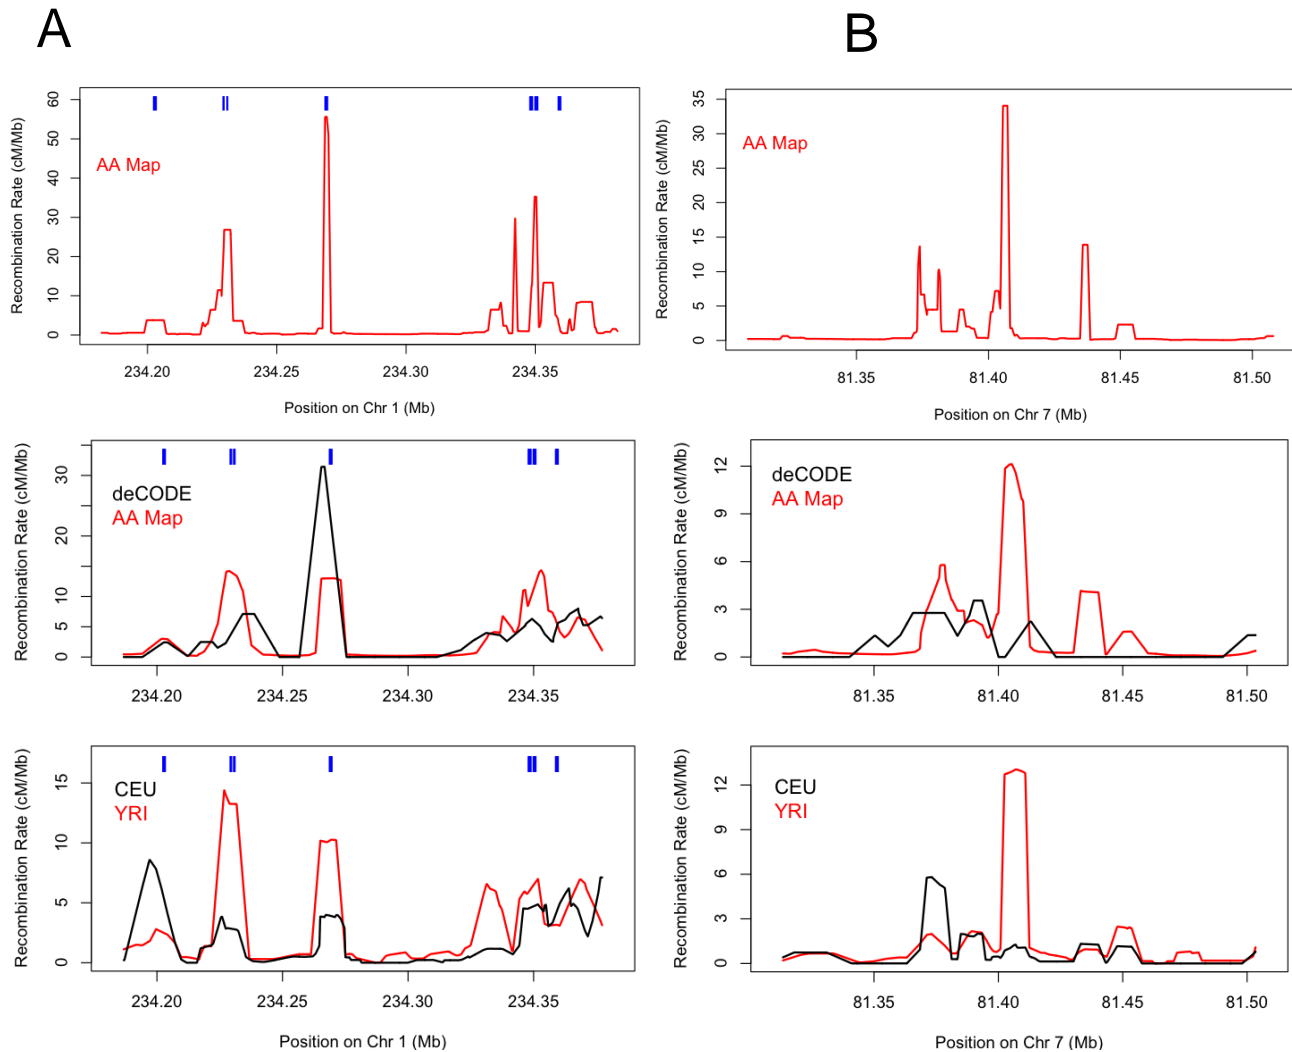 A
B
Recombination Rate (cM/Mb)
60
50
40
30
20
10
0
AA Map
234.20
234.25
234.30
234.35
Position on Chr 1 (Mb)
Recombination Rate (cM/Mb)
35
30
25
20
15
10
5
0
AA Map
81.35
81.40
81.45
81.50
Position on Chr 7 (Mb)
Recombination Rate (cM/Mb)
30
20
10
5
0
deCODE
AA Map
234.20
234.25
234.30
234.35
Recombination Rate (cM/Mb)
12
9
6
3
0
deCODE
AA Map
81.35
81.40
81.45
81.50
Recombination Rate (cM/Mb)
15
10
5
0
CEU
YRI
234.20
234.25
234.30
234.35
Position on Chr 1 (Mb)
Recombination Rate (cM/Mb)
12
9
6
3
0
CEU
YRI
81.35
81.40
81.45
81.50
Position on Chr 7 (Mb)